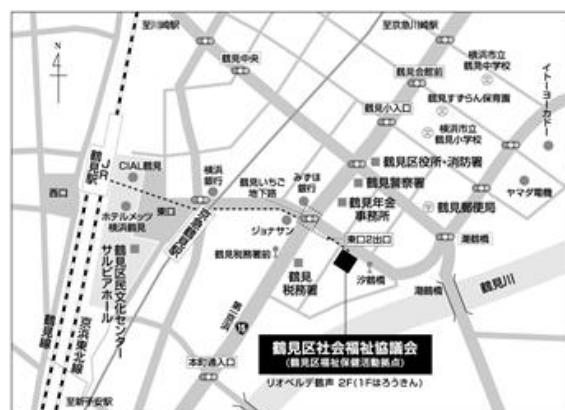 至川崎駅
至京急川崎駅
N
鶴見中央
鶴見会館前
横浜市立
鶴見中学校
イトーヨーカドー
鶴見小入口
鶴見すずらん保育園
横浜市立
鶴見小学校
JR
鶴見駅
CIAL鶴見
横浜
銀行
鶴見いちご
地下路
みずほ
銀行
鶴見区役所・消防署
鶴見警察署
ヤマダ電機
西口
ホテルメッツ
横浜鶴見
東口
京急鶴見駅
鶴見年金
事務所
鶴見郵便局
ジョナサン
東口2出口
潮鶴橋
鶴見区民文化センター
サルビアホール
鶴見税務署前
鶴見
税務署
汐鶴橋
潮鶴橋
鶴見川
京浜東北線
鶴見線
第二京浜
15
鶴見区社会福祉協議会
(鶴見区福祉保健活動拠点)
本町通入口
リオベルデ鶴声 2F(1Fはろうきん)
至新子安駅